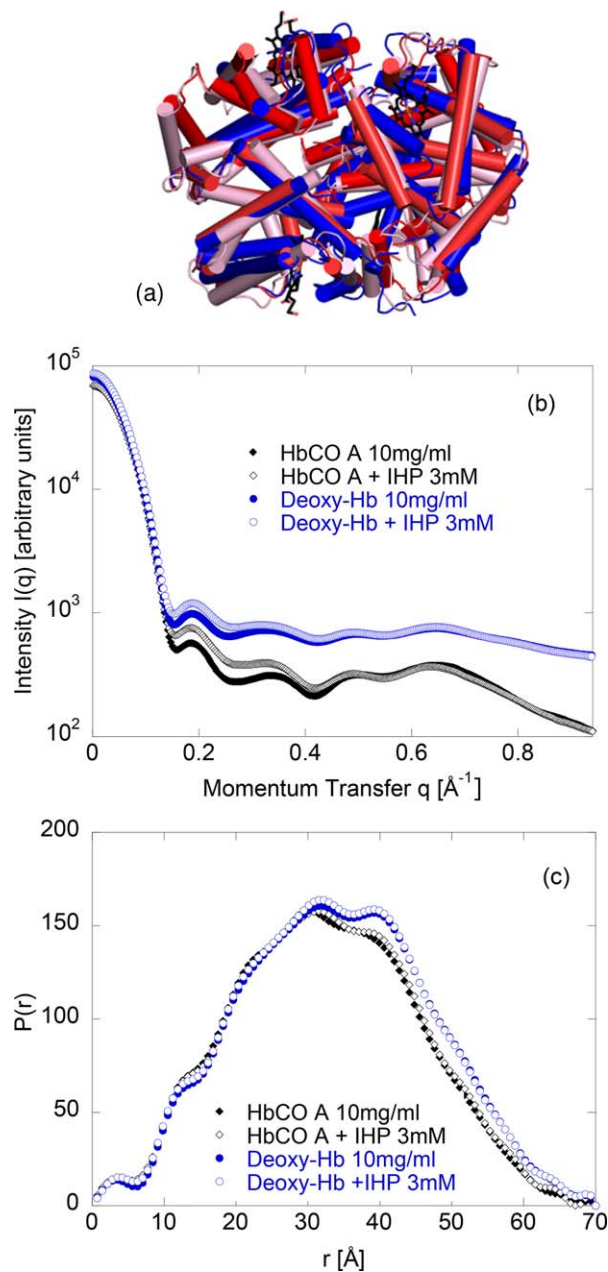 (a)
10^5
(b)
HbCO A 10mg/ml
HbCO A + IHP 3mM
Deoxy-Hb 10mg/ml
Deoxy-Hb + IHP 3mM
10^4
10^3
10^2
Intensity I(q) [arbitrary units]
0 0.2 0.4 0.6 0.8
Momentum Transfer q [Å^-1]
200
(c)
150
100
50
0
P(r)
HbCO A 10mg/ml
HbCO A + IHP 3mM
Deoxy-Hb 10mg/ml
Deoxy-Hb +IHP 3mM
0 10 20 30 40 50 60 70
r [Å]